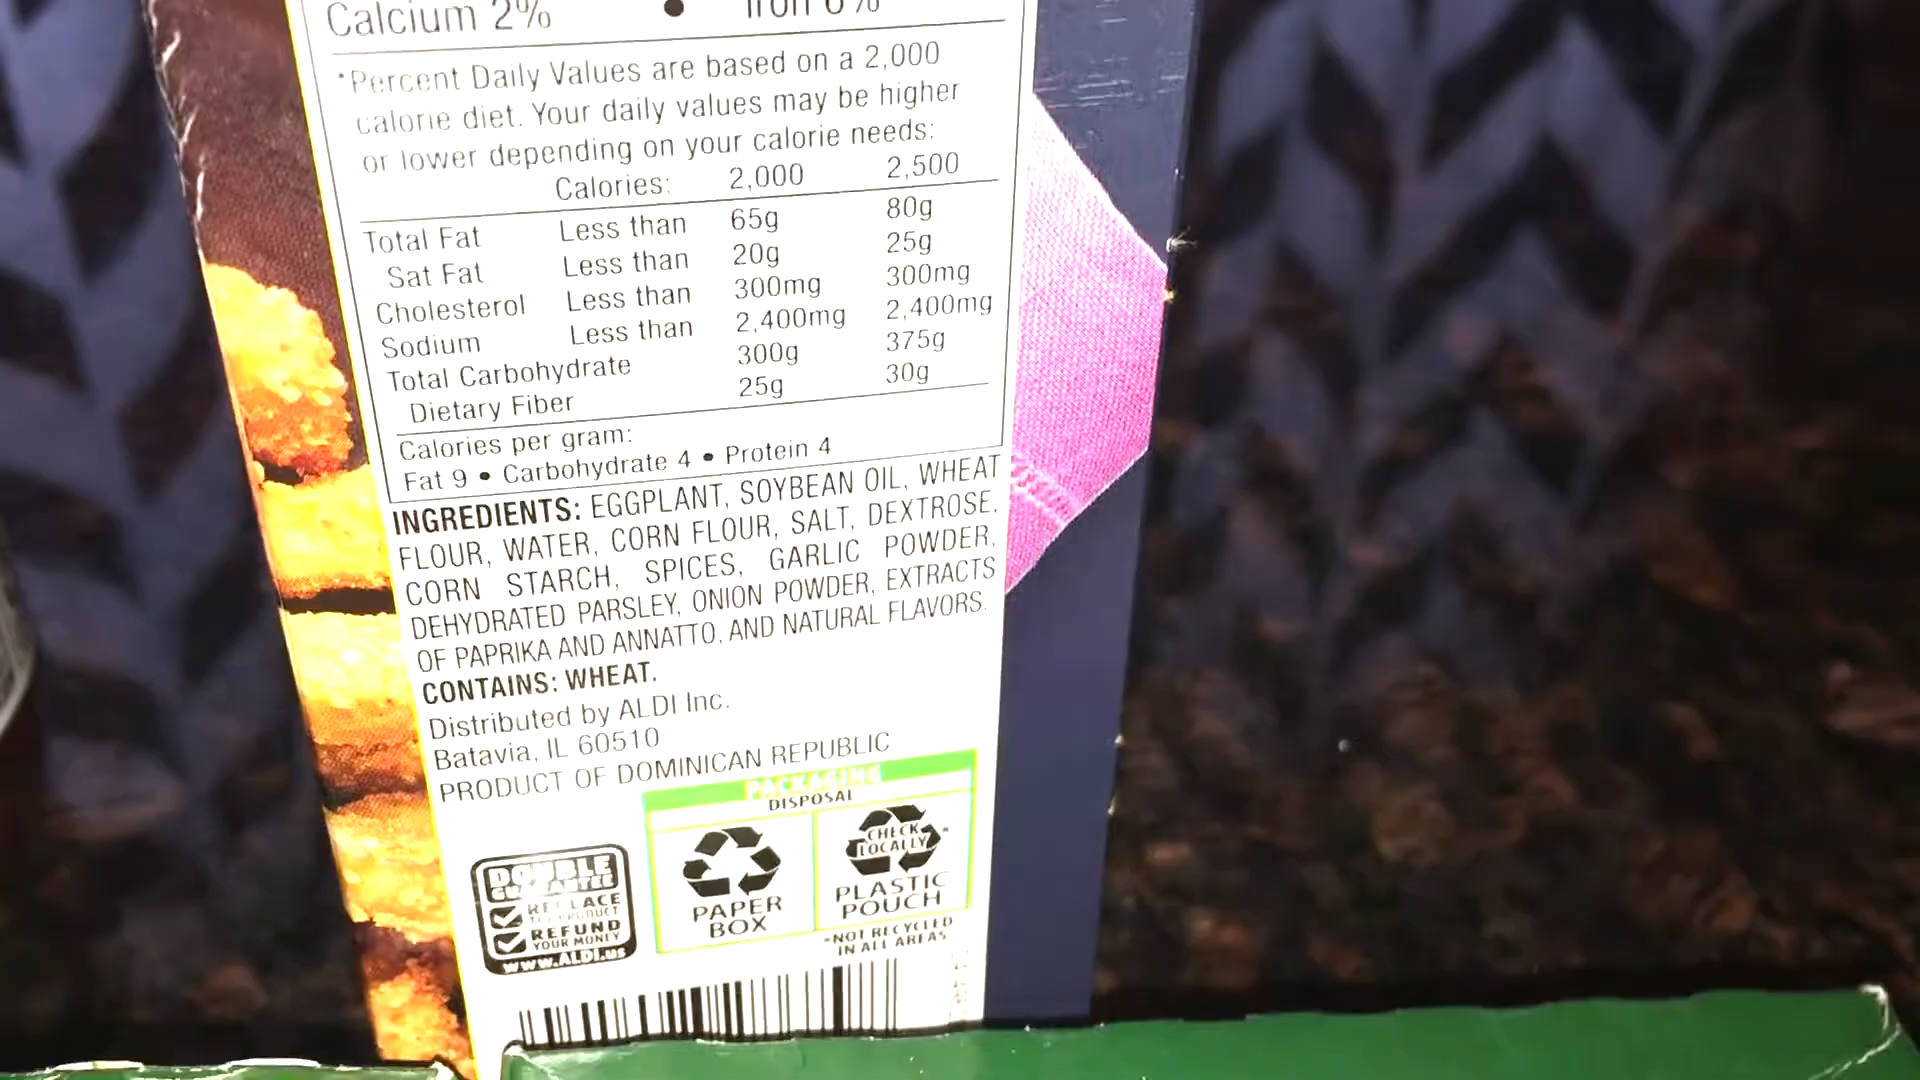 Calcium 2% • Iron 6%
*Percent Daily Values are based on a 2,000
calorie diet. Your daily values may be higher
or lower depending on your calorie needs:
Calories: 2,000 2,500
Total Fat Less than 65g 80g
Sat Fat Less than 20g 25g
Cholesterol Less than 300mg 300mg
Sodium Less than 2,400mg 2,400mg
Total Carbohydrate 300g 375g
Dietary Fiber 25g 30g
Calories per gram:
Fat 9 • Carbohydrate 4 • Protein 4
INGREDIENTS: EGGPLANT, SOYBEAN OIL, WHEAT
FLOUR, WATER, CORN FLOUR, SALT, DEXTROSE,
CORN STARCH, SPICES, GARLIC POWDER,
DEHYDRATED PARSLEY, ONION POWDER, EXTRACTS
OF PAPRIKA AND ANNATTO, AND NATURAL FLAVORS.
CONTAINS: WHEAT.
Distributed by ALDI Inc.
Batavia, IL 60510
PRODUCT OF DOMINICAN REPUBLIC
PACKAGING
DISPOSAL
PAPER
BOX
CHECK
LOCALLY*
PLASTIC
POUCH
*NOT RECYCLED
IN ALL AREAS
DOUBLE
GUARANTEE
REPLACE
THE PRODUCT
REFUND
YOUR MONEY
www.ALDI.us